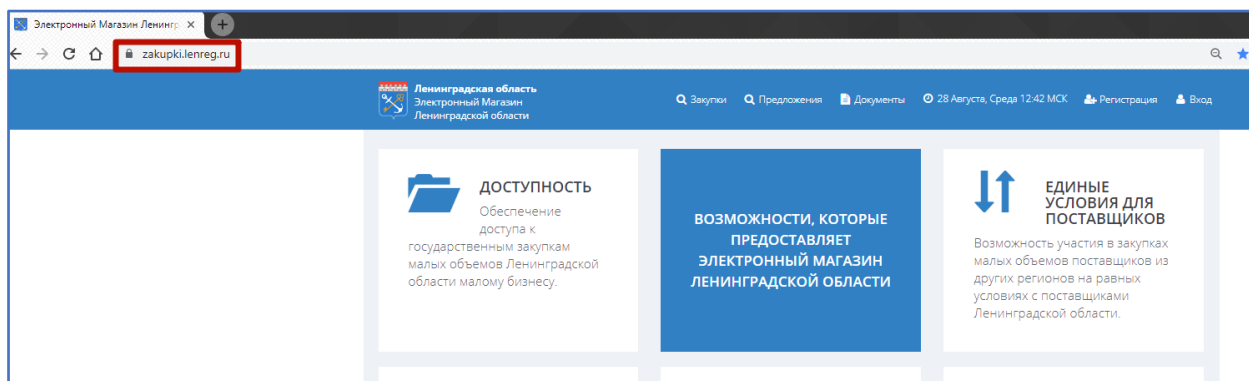 Электронный Магазин Ленингр
zakupki.lenreg.ru
Ленинградская область
Электронный Магазин
Ленинградской области
Закупки Предложения Документы 28 Августа, Среда 12:42 МСК Регистрация Вход
ДОСТУПНОСТЬ
Обеспечение
доступа к
государственным закупкам
малых объемов Ленинградской
области малому бизнесу.
ВОЗМОЖНОСТИ, КОТОРЫЕ
ПРЕДОСТАВЛЯЕТ
ЭЛЕКТРОННЫЙ МАГАЗИН
ЛЕНИНГРАДСКОЙ ОБЛАСТИ
ЕДИНЫЕ
УСЛОВИЯ ДЛЯ
ПОСТАВЩИКОВ
Возможность участия в закупках
малых объемов поставщиков из
других регионов на равных
условиях с поставщиками
Ленинградской области.